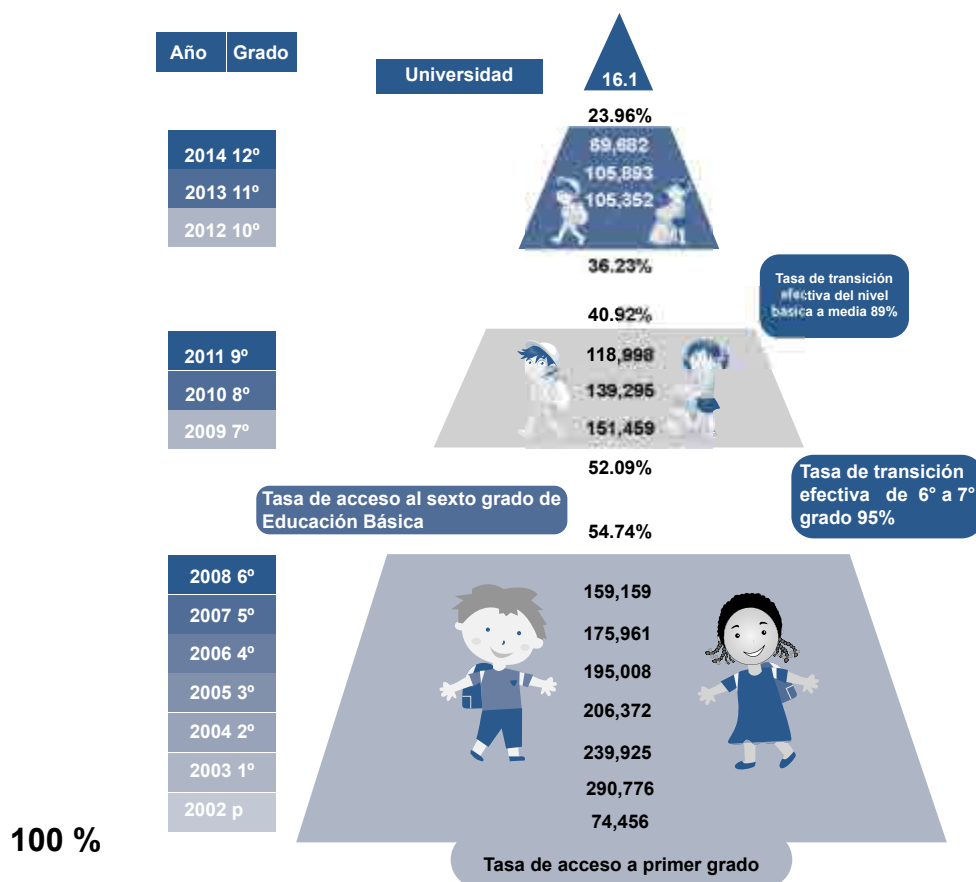 Año Grado
Universidad
16.1
23.96%
2014 12º
2013 11º
2012 10º
105,893
105,352
36.23%
Tasa de transición
efectiva del nivel
basica a media 89%
40.92%
2011 9º
2010 8º
2009 7º
118,998
139,295
151,459
52.09%
Tasa de transición
efectiva de 6° a 7°
grado 95%
Tasa de acceso al sexto grado de
Educación Básica
54.74%
2008 6º
2007 5º
2006 4º
2005 3º
2004 2º
2003 1º
2002 p
159,159
175,961
195,008
206,372
239,925
290,776
74,456
100 %
Tasa de acceso a primer grado